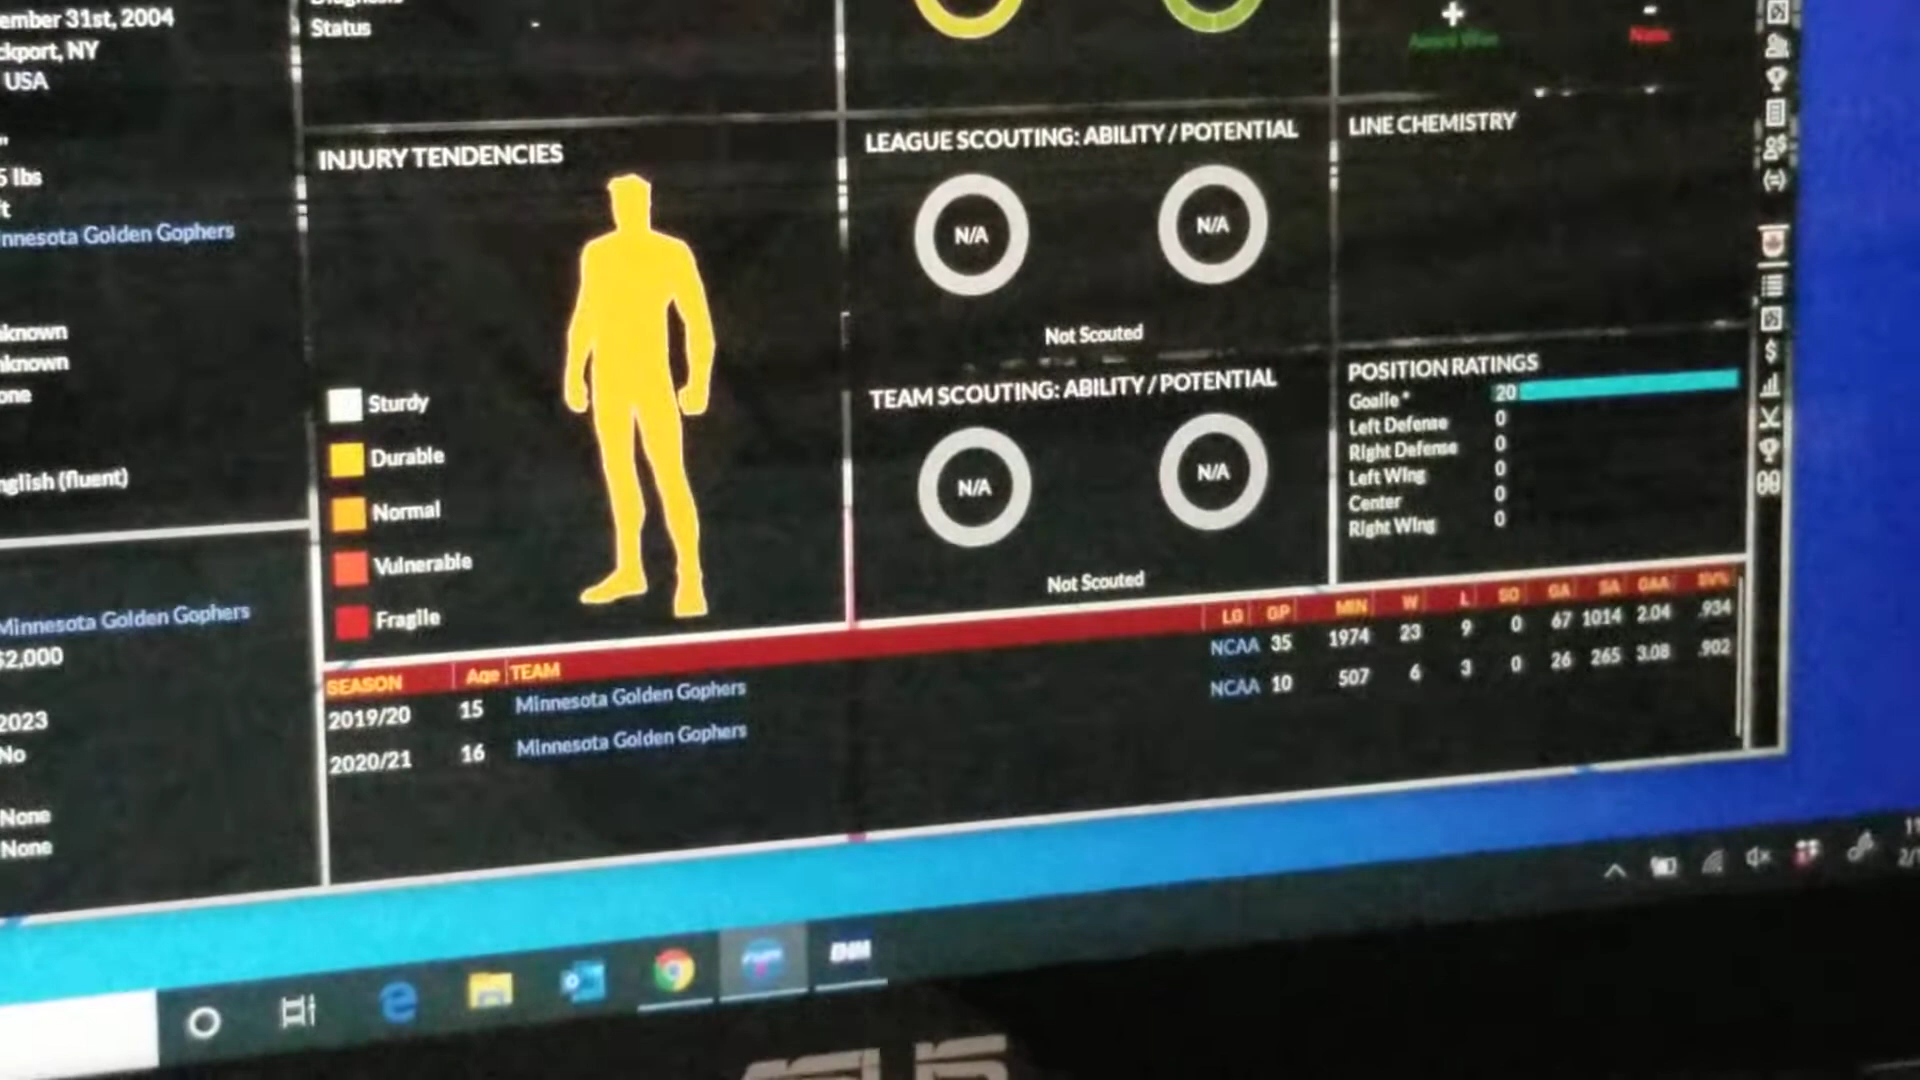 ember 31st, 2004
ckport, NY
USA
5 lbs
t
nnesota Golden Gophers
known
known
one
nglish (fluent)
Minnesota Golden Gophers
$2,000
2023
No
None
None
Status -
INJURY TENDENCIES
Sturdy
Durable
Normal
Vulnerable
Fragile
LEAGUE SCOUTING: ABILITY / POTENTIAL
N/A N/A
Not Scouted
TEAM SCOUTING: ABILITY / POTENTIAL
N/A N/A
Not Scouted
+ -
LINE CHEMISTRY
POSITION RATINGS
Goalie * 20
Left Defense 0
Right Defense 0
Left Wing 0
Center 0
Right Wing 0
SEASON Age TEAM LG GP MIN W L SO GA SA GAA SV%
2019/20 15 Minnesota Golden Gophers NCAA 35 1974 23 9 0 67 1014 2.04 .934
2020/21 16 Minnesota Golden Gophers NCAA 10 507 6 3 0 26 265 3.08 .902
ASUS